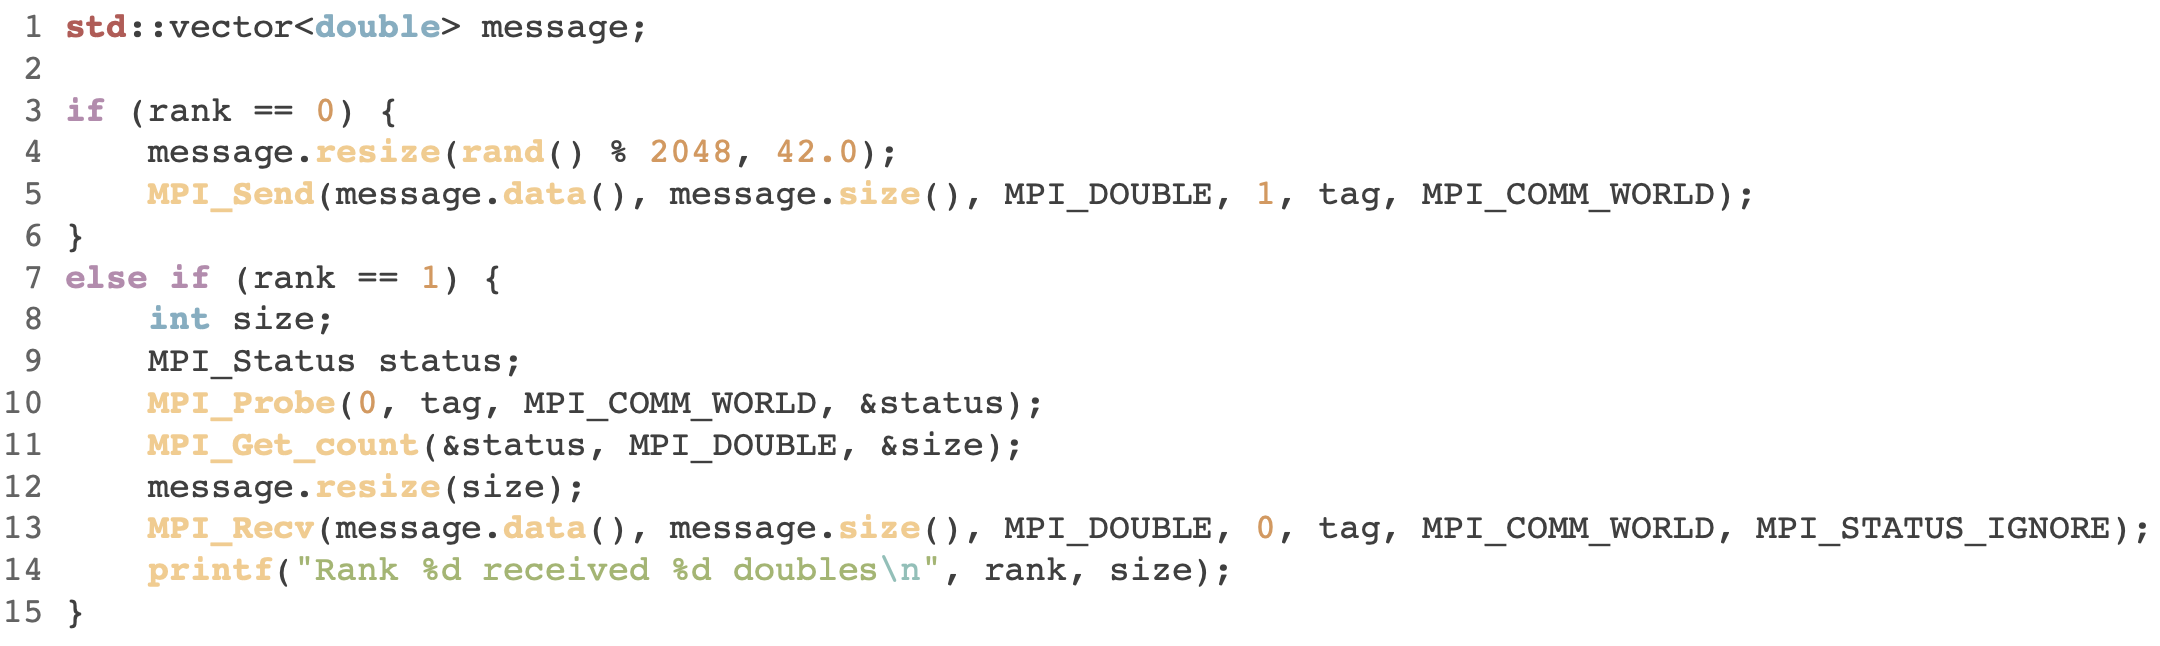 1 std::vector<double> message;
2
3 if (rank == 0) {
4     message.resize(rand() % 2048, 42.0);
5     MPI_Send(message.data(), message.size(), MPI_DOUBLE, 1, tag, MPI_COMM_WORLD);
6 }
7 else if (rank == 1) {
8     int size;
9     MPI_Status status;
10     MPI_Probe(0, tag, MPI_COMM_WORLD, &status);
11     MPI_Get_count(&status, MPI_DOUBLE, &size);
12     message.resize(size);
13     MPI_Recv(message.data(), message.size(), MPI_DOUBLE, 0, tag, MPI_COMM_WORLD, MPI_STATUS_IGNORE);
14     printf("Rank %d received %d doubles\n", rank, size);
15 }